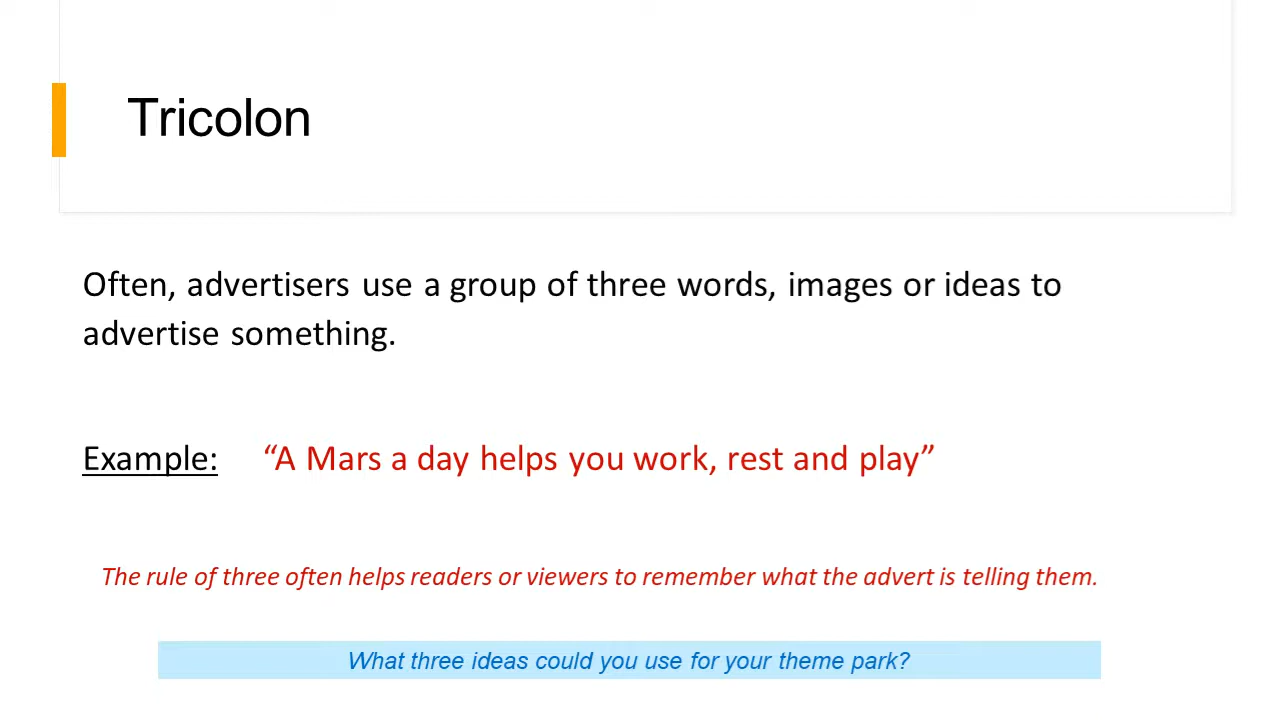 Tricolon
Often, advertisers use a group of three words, images or ideas to
advertise something.
Example: “A Mars a day helps you work, rest and play”
The rule of three often helps readers or viewers to remember what the advert is telling them.
What three ideas could you use for your theme park?